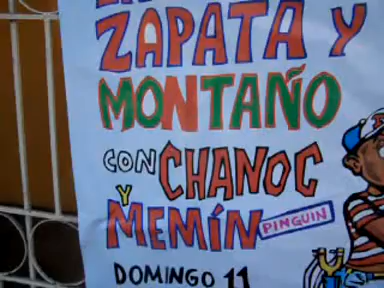 ZAPATA Y
MONTAÑO
CON CHANOC
Y
MEMÍN PINGUIN
DOMINGO 11